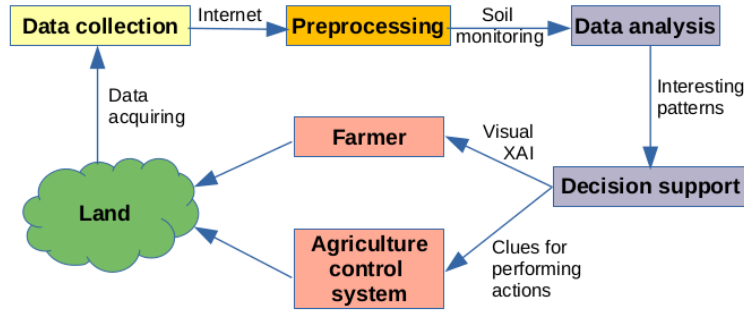 Data collection
Internet
Preprocessing
Soil
monitoring
Data analysis
Data
acquiring
Interesting
patterns
Farmer
Visual
XAI
Decision support
Land
Agriculture
control
system
Clues for
performing
actions